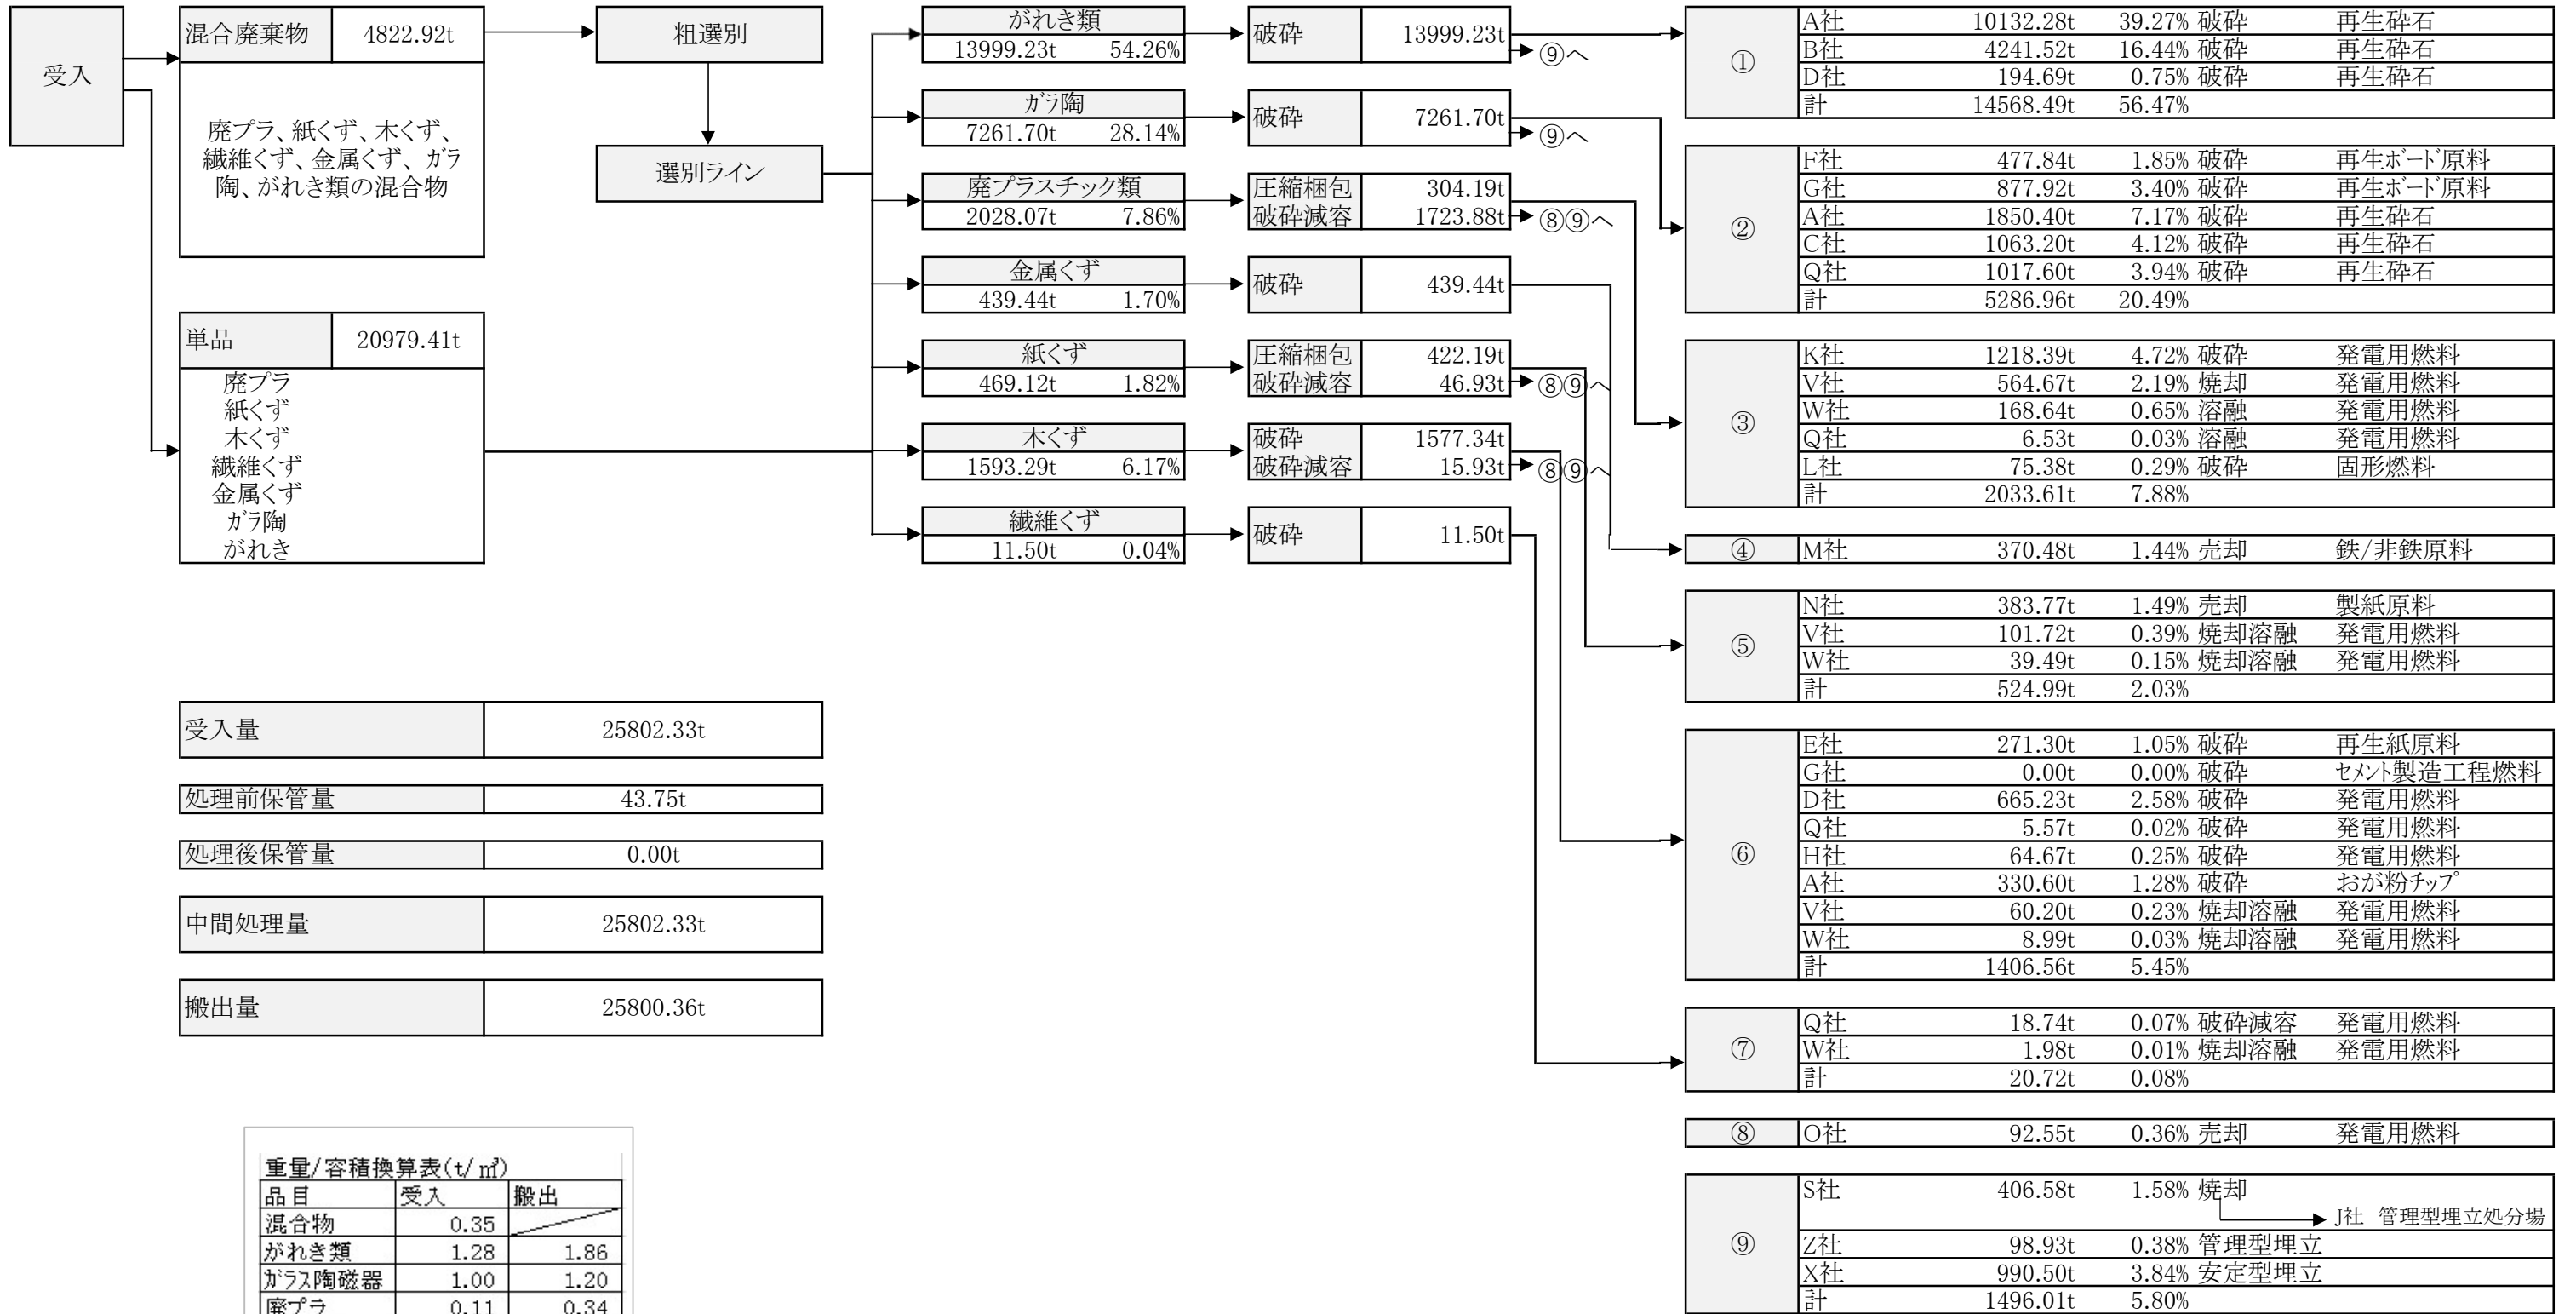 受入
混合廃棄物 4822.92t
廃プラ、紙くず、木くず、
繊維くず、金属くず、ガラ
陶、がれき類の混合物
単品 20979.41t
廃プラ
紙くず
木くず
繊維くず
金属くず
ガラ陶
がれき
粗選別
選別ライン
がれき類
13999.23t 54.26%
破砕 13999.23t
⑨へ
ガラ陶
7261.70t 28.14%
破砕 7261.70t
⑨へ
廃プラスチック類
2028.07t 7.86%
圧縮梱包 304.19t
破砕減容 1723.88t
⑧⑨へ
金属くず
439.44t 1.70%
破砕 439.44t
紙くず
469.12t 1.82%
圧縮梱包 422.19t
破砕減容 46.93t
⑧⑨へ
木くず
1593.29t 6.17%
破砕 1577.34t
破砕減容 15.93t
⑧⑨へ
繊維くず
11.50t 0.04%
破砕 11.50t
①
A社 10132.28t 39.27% 破砕 再生砕石
B社 4241.52t 16.44% 破砕 再生砕石
D社 194.69t 0.75% 破砕 再生砕石
計 14568.49t 56.47%
②
F社 477.84t 1.85% 破砕 再生ボード原料
G社 877.92t 3.40% 破砕 再生ボード原料
A社 1850.40t 7.17% 破砕 再生砕石
C社 1063.20t 4.12% 破砕 再生砕石
Q社 1017.60t 3.94% 破砕 再生砕石
計 5286.96t 20.49%
③
K社 1218.39t 4.72% 破砕 発電用燃料
V社 564.67t 2.19% 焼却 発電用燃料
W社 168.64t 0.65% 溶融 発電用燃料
Q社 6.53t 0.03% 溶融 発電用燃料
L社 75.38t 0.29% 破砕 固形燃料
計 2033.61t 7.88%
④ M社 370.48t 1.44% 売却 鉄/非鉄原料
⑤
N社 383.77t 1.49% 売却 製紙原料
V社 101.72t 0.39% 焼却溶融 発電用燃料
W社 39.49t 0.15% 焼却溶融 発電用燃料
計 524.99t 2.03%
⑥
E社 271.30t 1.05% 破砕 再生紙原料
G社 0.00t 0.00% 破砕 セメント製造工程燃料
D社 665.23t 2.58% 破砕 発電用燃料
Q社 5.57t 0.02% 破砕 発電用燃料
H社 64.67t 0.25% 破砕 発電用燃料
A社 330.60t 1.28% 破砕 おが粉チップ
V社 60.20t 0.23% 焼却溶融 発電用燃料
W社 8.99t 0.03% 焼却溶融 発電用燃料
計 1406.56t 5.45%
⑦
Q社 18.74t 0.07% 破砕減容 発電用燃料
W社 1.98t 0.01% 焼却溶融 発電用燃料
計 20.72t 0.08%
⑧ O社 92.55t 0.36% 売却 発電用燃料
⑨
S社 406.58t 1.58% 焼却
J社 管理型埋立処分場
Z社 98.93t 0.38% 管理型埋立
X社 990.50t 3.84% 安定型埋立
計 1496.01t 5.80%
受入量 25802.33t
処理前保管量 43.75t
処理後保管量 0.00t
中間処理量 25802.33t
搬出量 25800.36t
重量/容積換算表(t/㎥)
品目 受入 搬出
混合物 0.35
がれき類 1.28 1.86
ガラス陶磁器 1.00 1.20
廃プラ 0.11 0.34